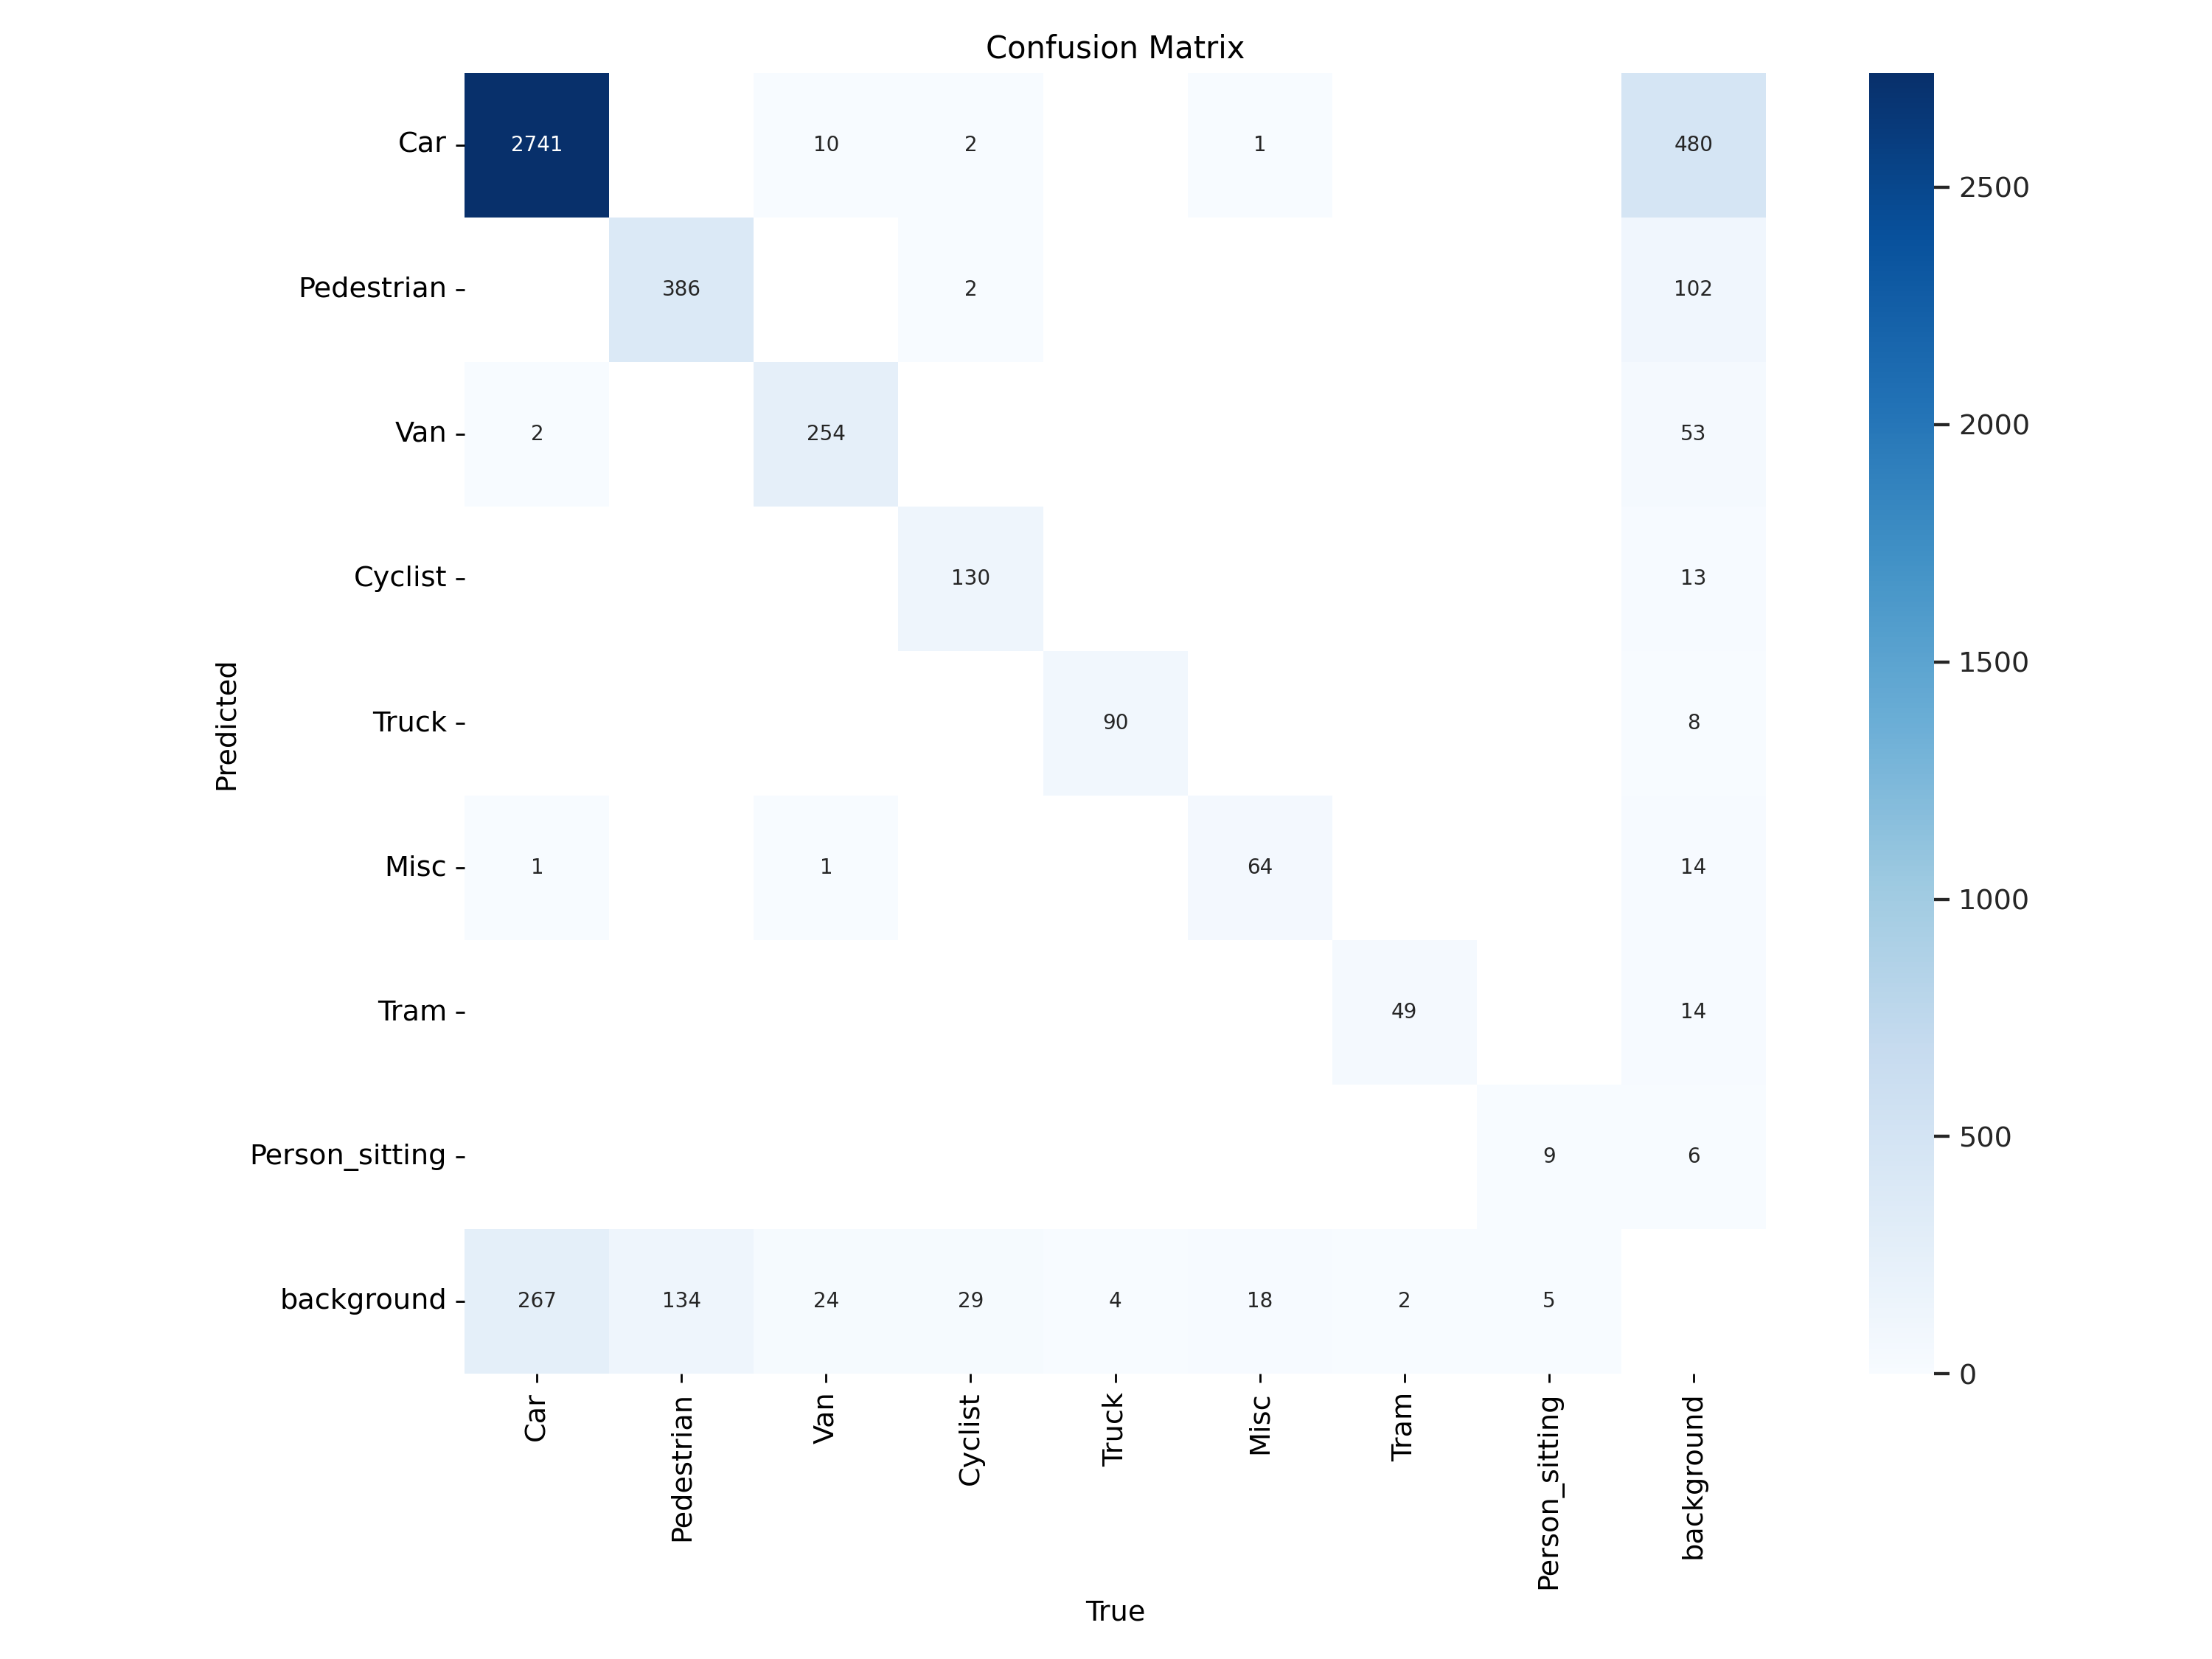 Confusion Matrix
Car
2741
10
2
1
480
2500
Pedestrian
386
2
102
Van
2
254
53
2000
Cyclist
130
13
1500
Predicted
Truck
90
8
Misc
1
1
64
14
1000
Tram
49
14
Person_sitting
9
6
500
background
267
134
24
29
4
18
2
5
0
Car
Pedestrian
Van
Cyclist
Truck
Misc
Tram
Person_sitting
background
True